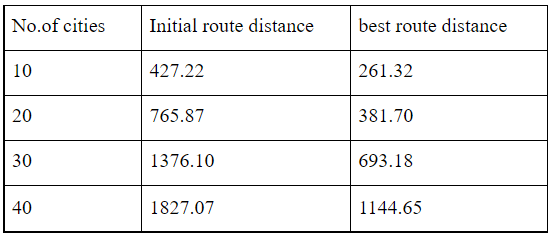 No.of cities Initial route distance best route distance
10 427.22 261.32
20 765.87 381.70
30 1376.10 693.18
40 1827.07 1144.65